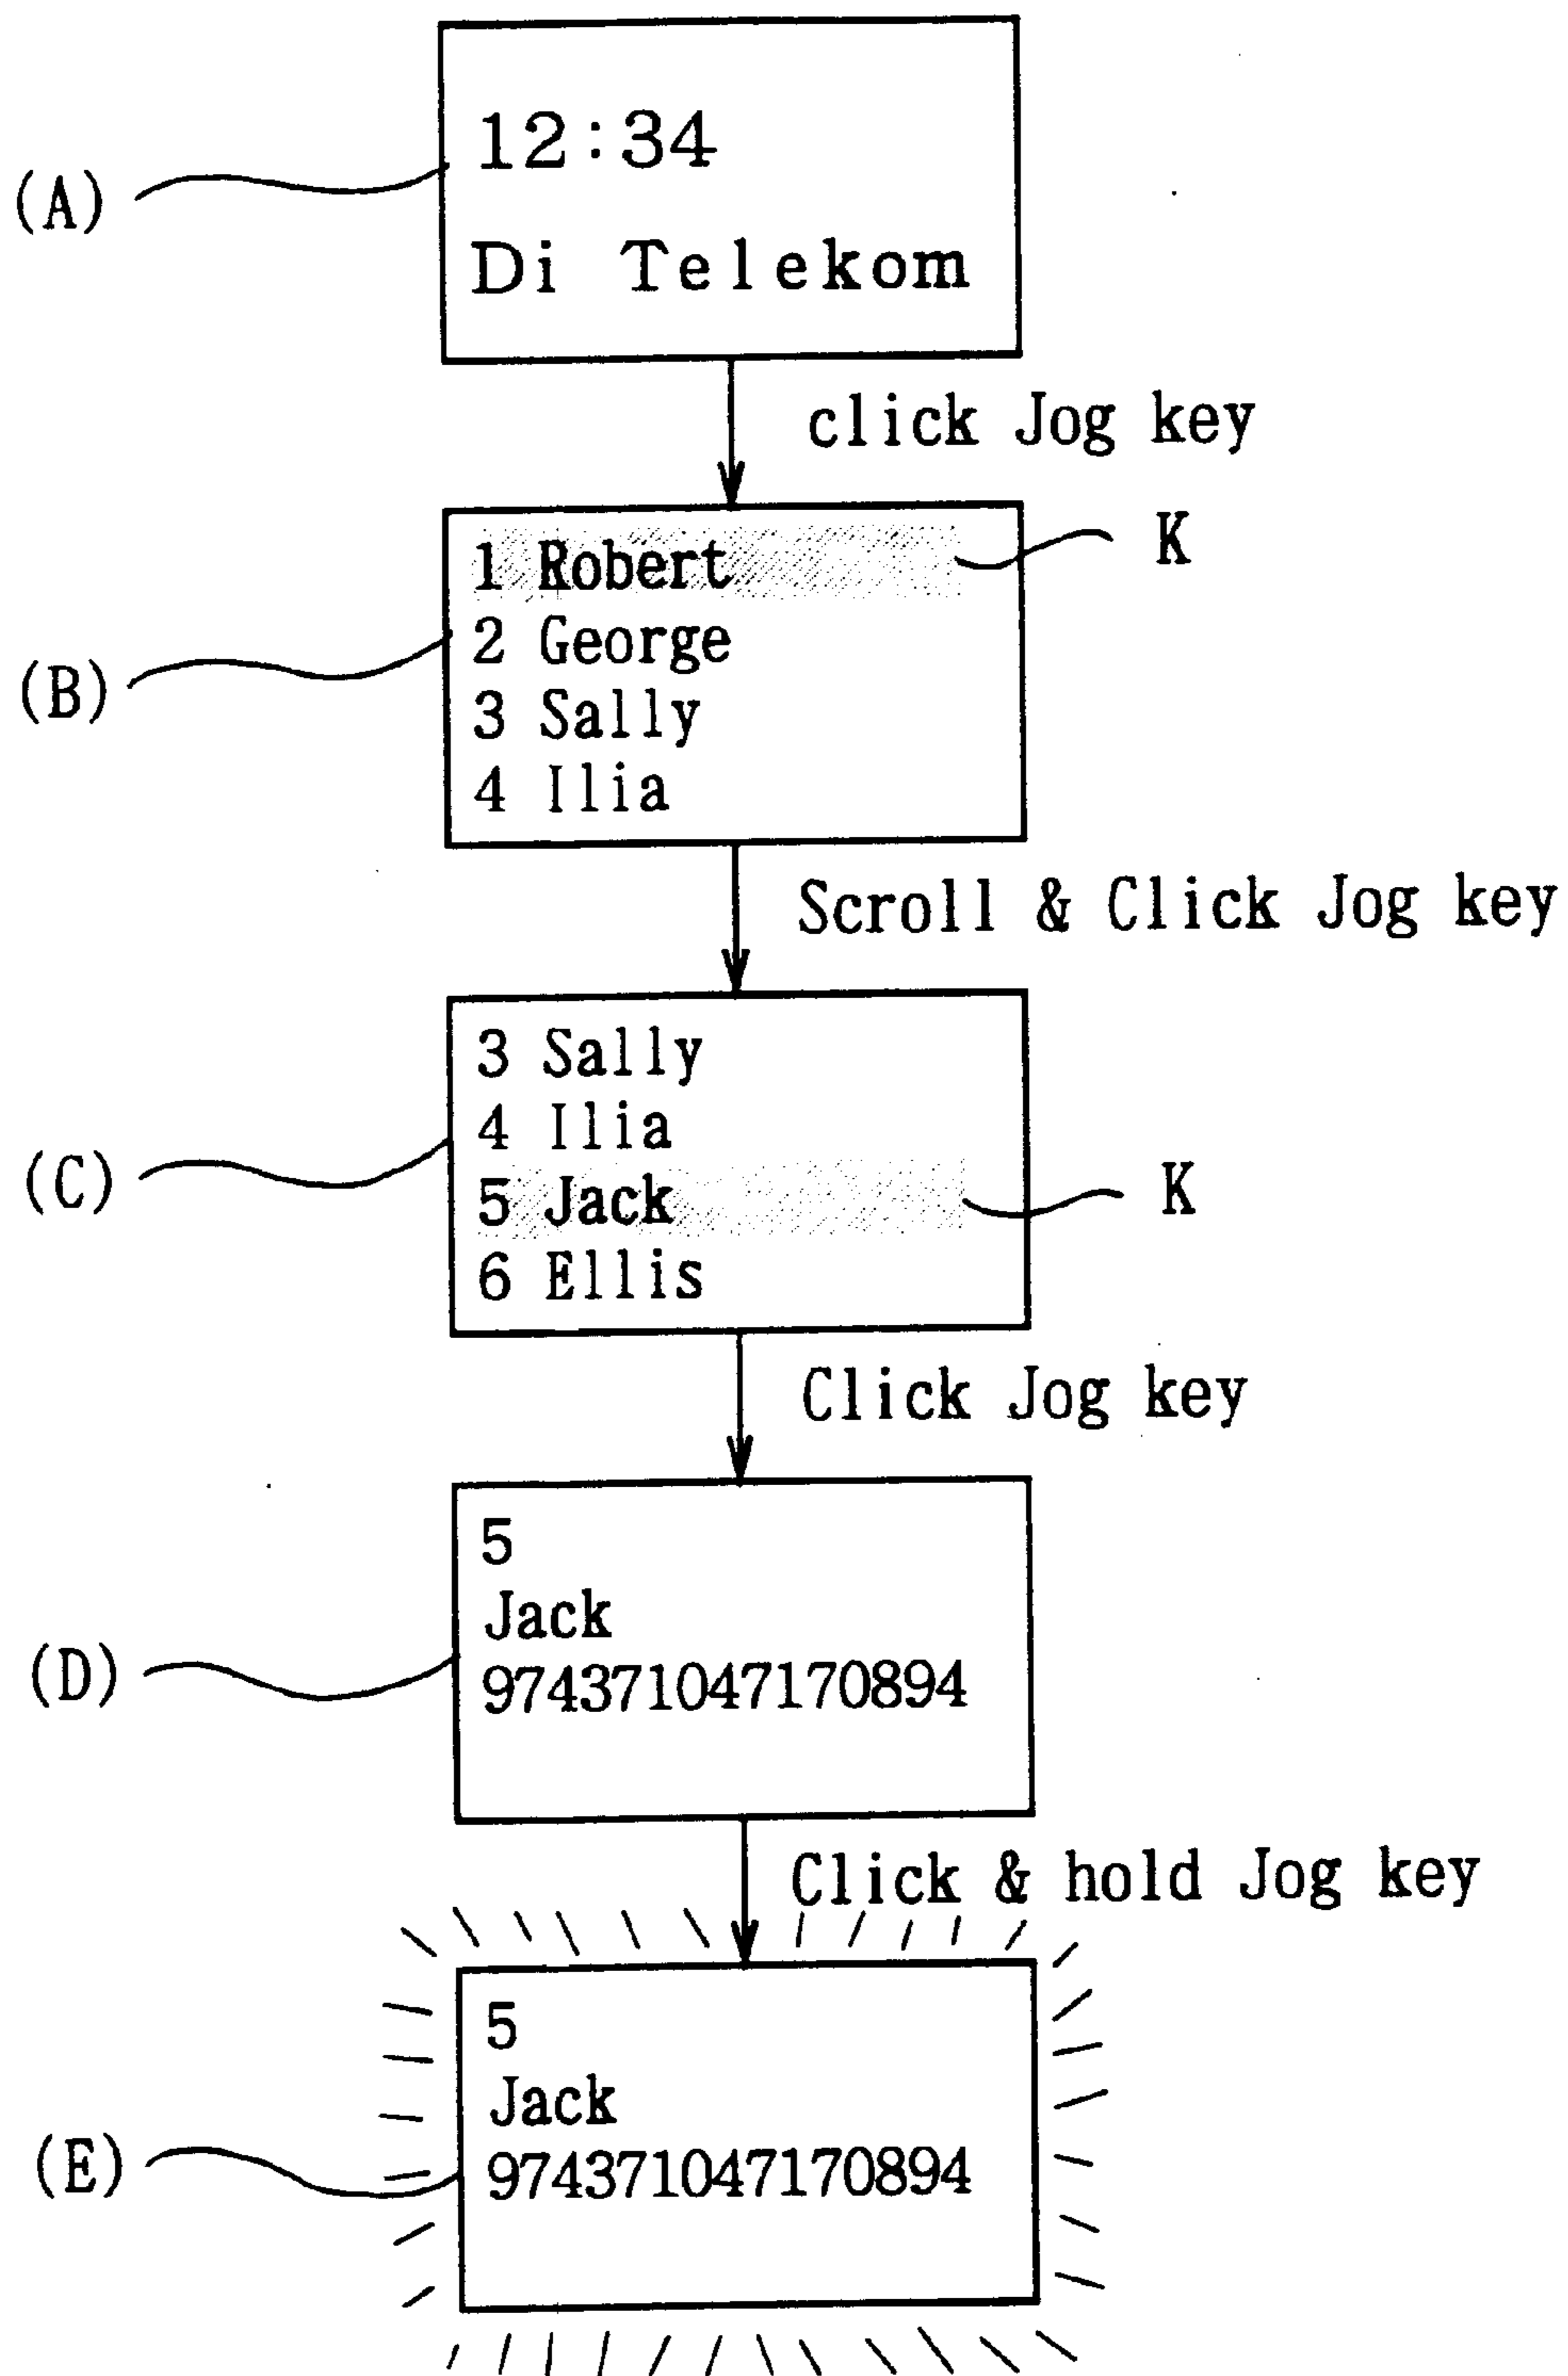 12:34
(A)
Di Telekom
click Jog key
1 Robert
K
2 George
(B)
3 Sally
4 Ilia
Scroll & Click Jog key
3 Sally
4 Ilia
(C)
5 Jack
K
6 Ellis
Click Jog key
5
Jack
(D)
974371047170894
Click & hold Jog key
5
Jack
(E)
974371047170894